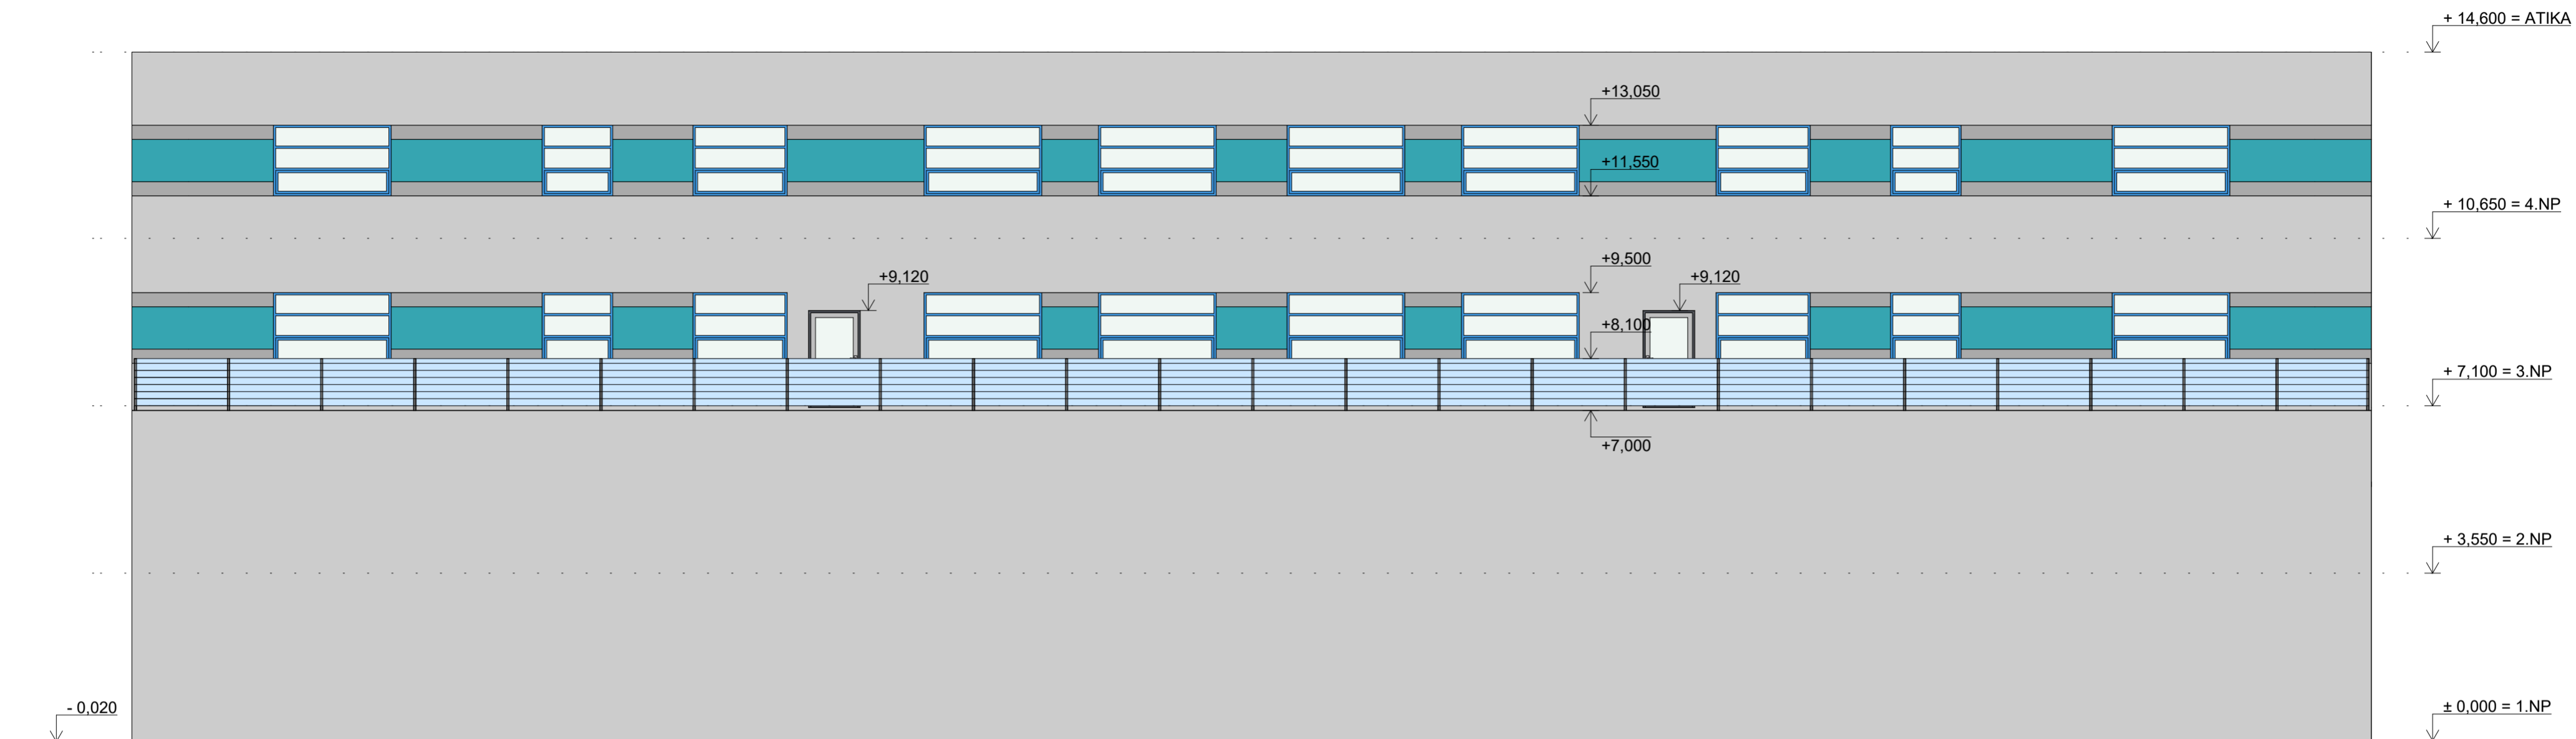 + 14,600 = ATIKA
+13,050
+11,550
+ 10,650 = 4.NP
+9,500
+9,120
+9,120
+8,100
+ 7,100 = 3.NP
+7,000
+ 3,550 = 2.NP
- 0,020
± 0,000 = 1.NP